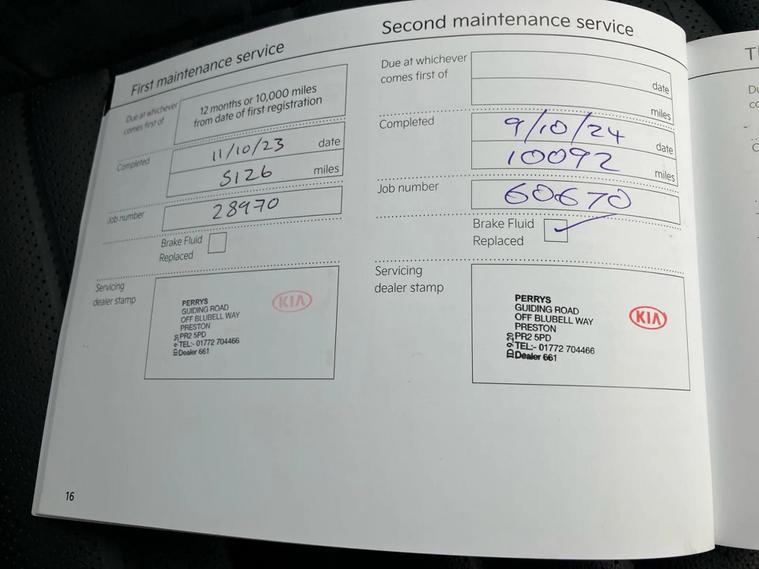 First maintenance service
Due at whichever
comes first of
12 months or 10,000 miles
from date of first registration
Completed
11/10/23 date
5126 miles
Job number
28970
Brake Fluid
Replaced
Servicing
dealer stamp
PERRYS
GUIDING ROAD
OFF BLUBELL WAY
PRESTON
PR2 5PD
TEL:- 01772 704466
Dealer 661
KIA
16
Second maintenance service
Due at whichever
comes first of
date
miles
Completed
9/10/24 date
10092 miles
Job number
60670
Brake Fluid
Replaced
Servicing
dealer stamp
PERRYS
GUIDING ROAD
OFF BLUBELL WAY
PRESTON
PR2 5PD
TEL:- 01772 704466
Dealer 661
KIA